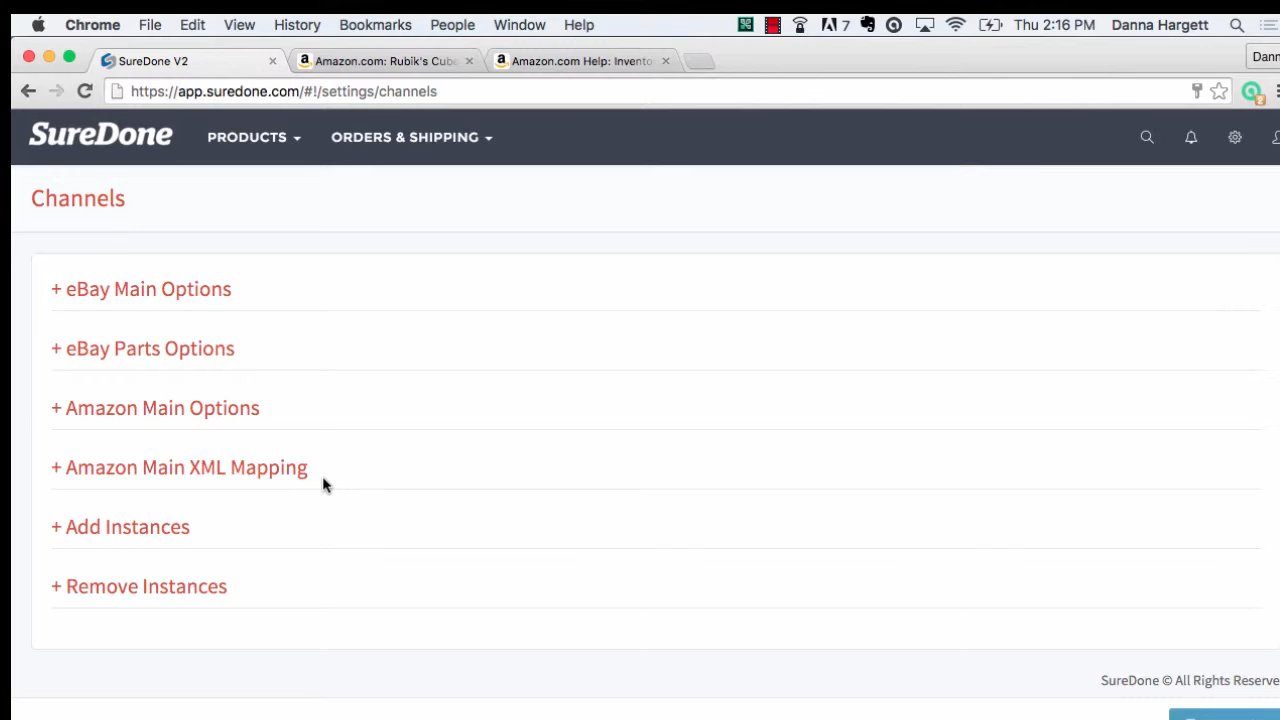 Chrome File Edit View History Bookmarks People Window Help 7 Thu 2:16 PM Danna Hargett
SureDone V2 Amazon.com: Rubik's Cube Amazon.com Help: Invento Dann
https://app.suredone.com/#!/settings/channels
SureDone PRODUCTS ORDERS & SHIPPING
Channels
+ eBay Main Options
+ eBay Parts Options
+ Amazon Main Options
+ Amazon Main XML Mapping
+ Add Instances
+ Remove Instances
SureDone © All Rights Reserve